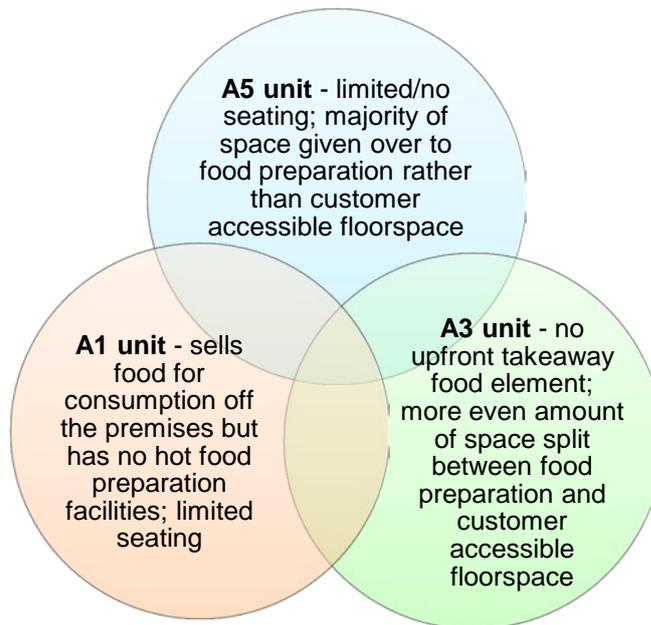 A5 unit - limited/no
seating; majority of
space given over to
food preparation rather
than customer
accessible floorspace
A1 unit - sells
food for
consumption off
the premises but
has no hot food
preparation
facilities; limited
seating
A3 unit - no
upfront takeaway
food element;
more even amount
of space split
between food
preparation and
customer
accessible
floorspace